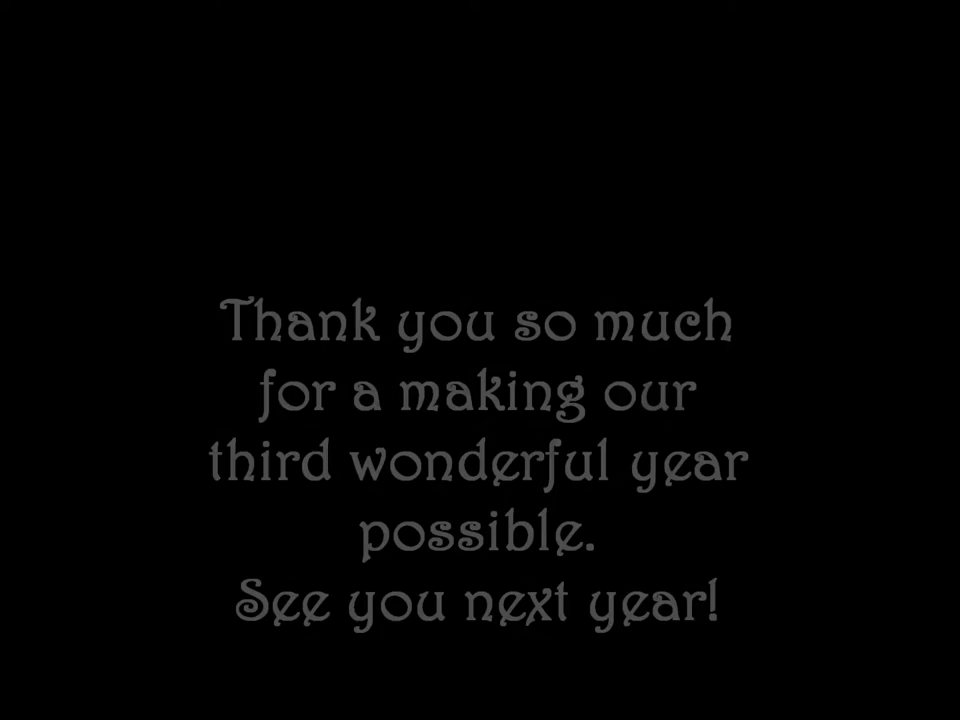 Thank you so much
for a making our
third wonderful year
possible.
See you next year!